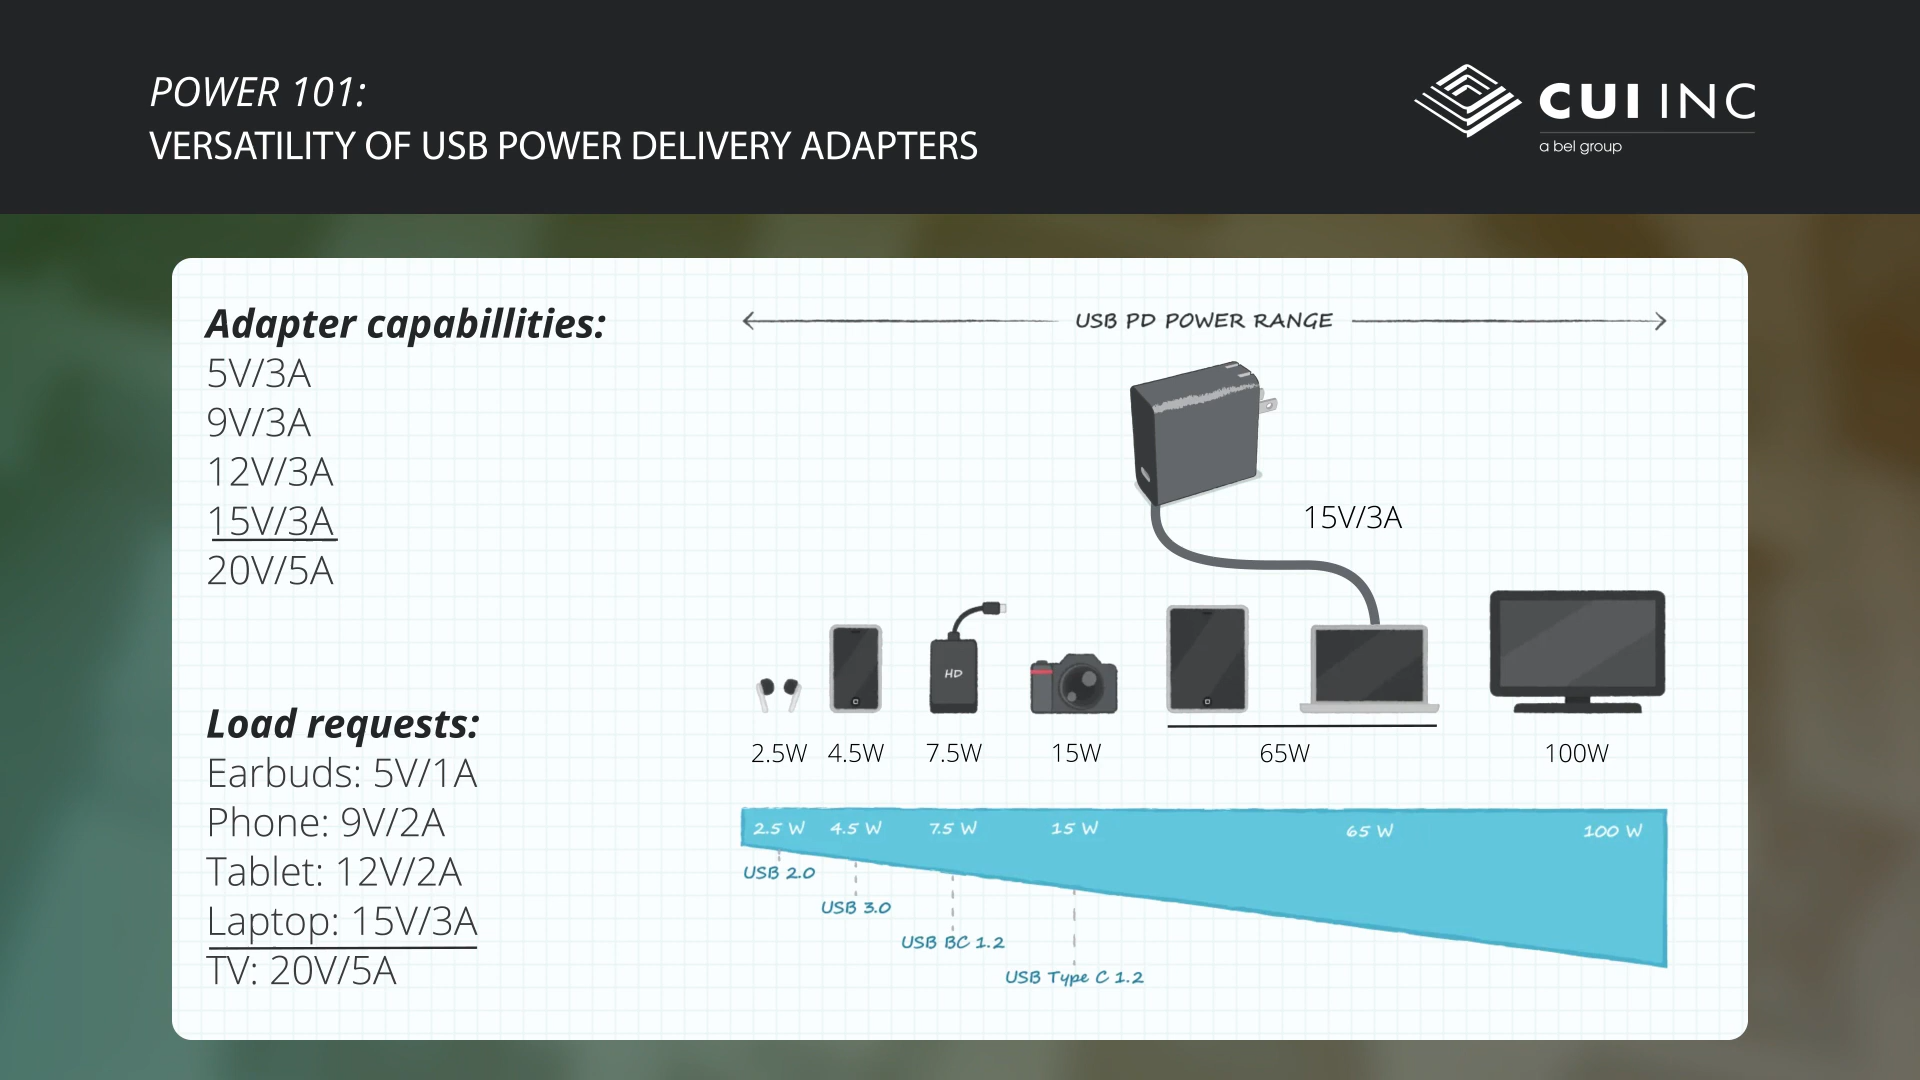 POWER 101:
VERSATILITY OF USB POWER DELIVERY ADAPTERS
CUI INC
a bel group
Adapter capabillities:
5V/3A
9V/3A
12V/3A
15V/3A
20V/5A
Load requests:
Earbuds: 5V/1A
Phone: 9V/2A
Tablet: 12V/2A
Laptop: 15V/3A
TV: 20V/5A
USB PD POWER RANGE
15V/3A
HD
2.5W 4.5W 7.5W 15W 65W 100W
2.5 W 4.5 W 7.5 W 15 W 65 W 100 W
USB 2.0
USB 3.0
USB BC 1.2
USB Type C 1.2